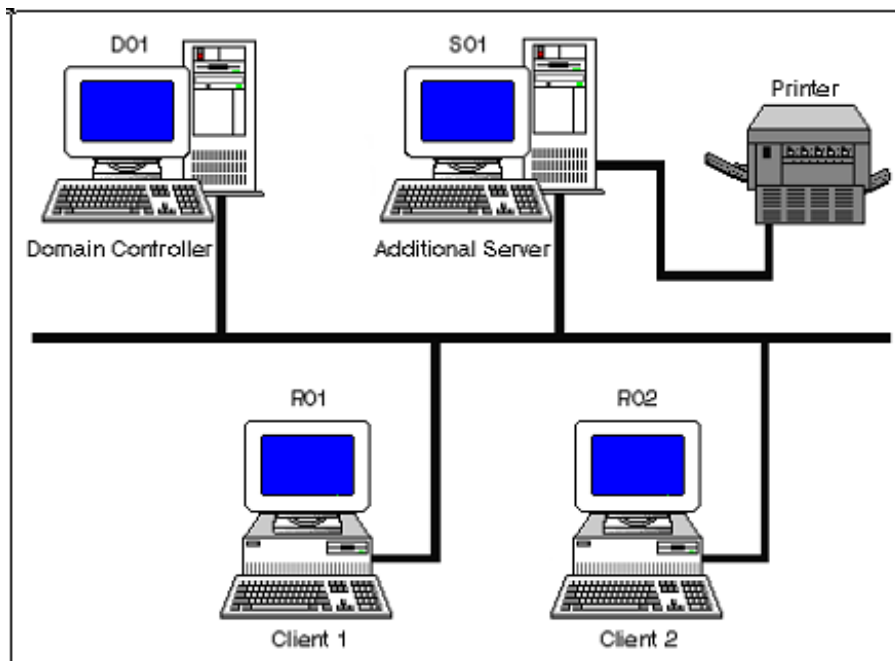 D01
S01
Printer
Domain Controller
Additional Server
R01
R02
Client 1
Client 2